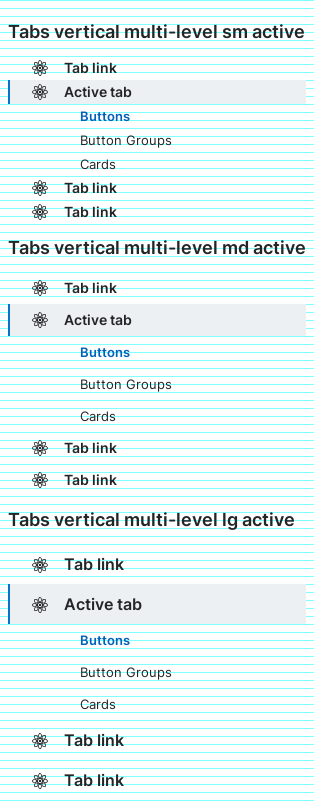 Tabs vertical multi-level sm active
Tab link
Active tab
Buttons
Button Groups
Cards
Tab link
Tab link
Tabs vertical multi-level md active
Tab link
Active tab
Buttons
Button Groups
Cards
Tab link
Tab link
Tabs vertical multi-level lg active
Tab link
Active tab
Buttons
Button Groups
Cards
Tab link
Tab link